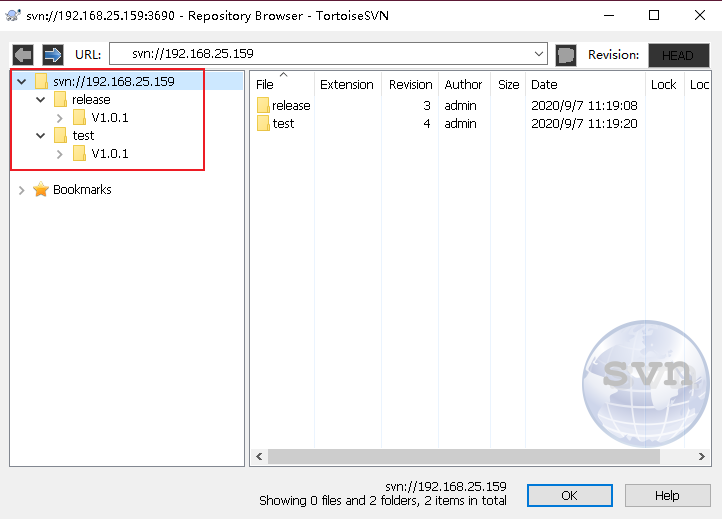 svn://192.168.25.159:3690 - Repository Browser - TortoiseSVN
URL: svn://192.168.25.159 Revision: HEAD
svn://192.168.25.159
release
V1.0.1
test
V1.0.1
Bookmarks
File Extension Revision Author Size Date Lock Loc
release 3 admin 2020/9/7 11:19:08
test 4 admin 2020/9/7 11:19:20
svn
svn://192.168.25.159
Showing 0 files and 2 folders, 2 items in total
OK Help